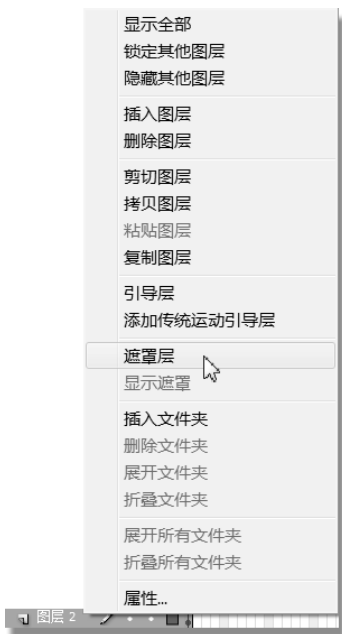 显示全部
锁定其他图层
隐藏其他图层
插入图层
删除图层
剪切图层
拷贝图层
粘贴图层
复制图层
引导层
添加传统运动引导层
遮罩层
显示遮罩
插入文件夹
删除文件夹
展开文件夹
折叠文件夹
展开所有文件夹
折叠所有文件夹
属性...
图层 2